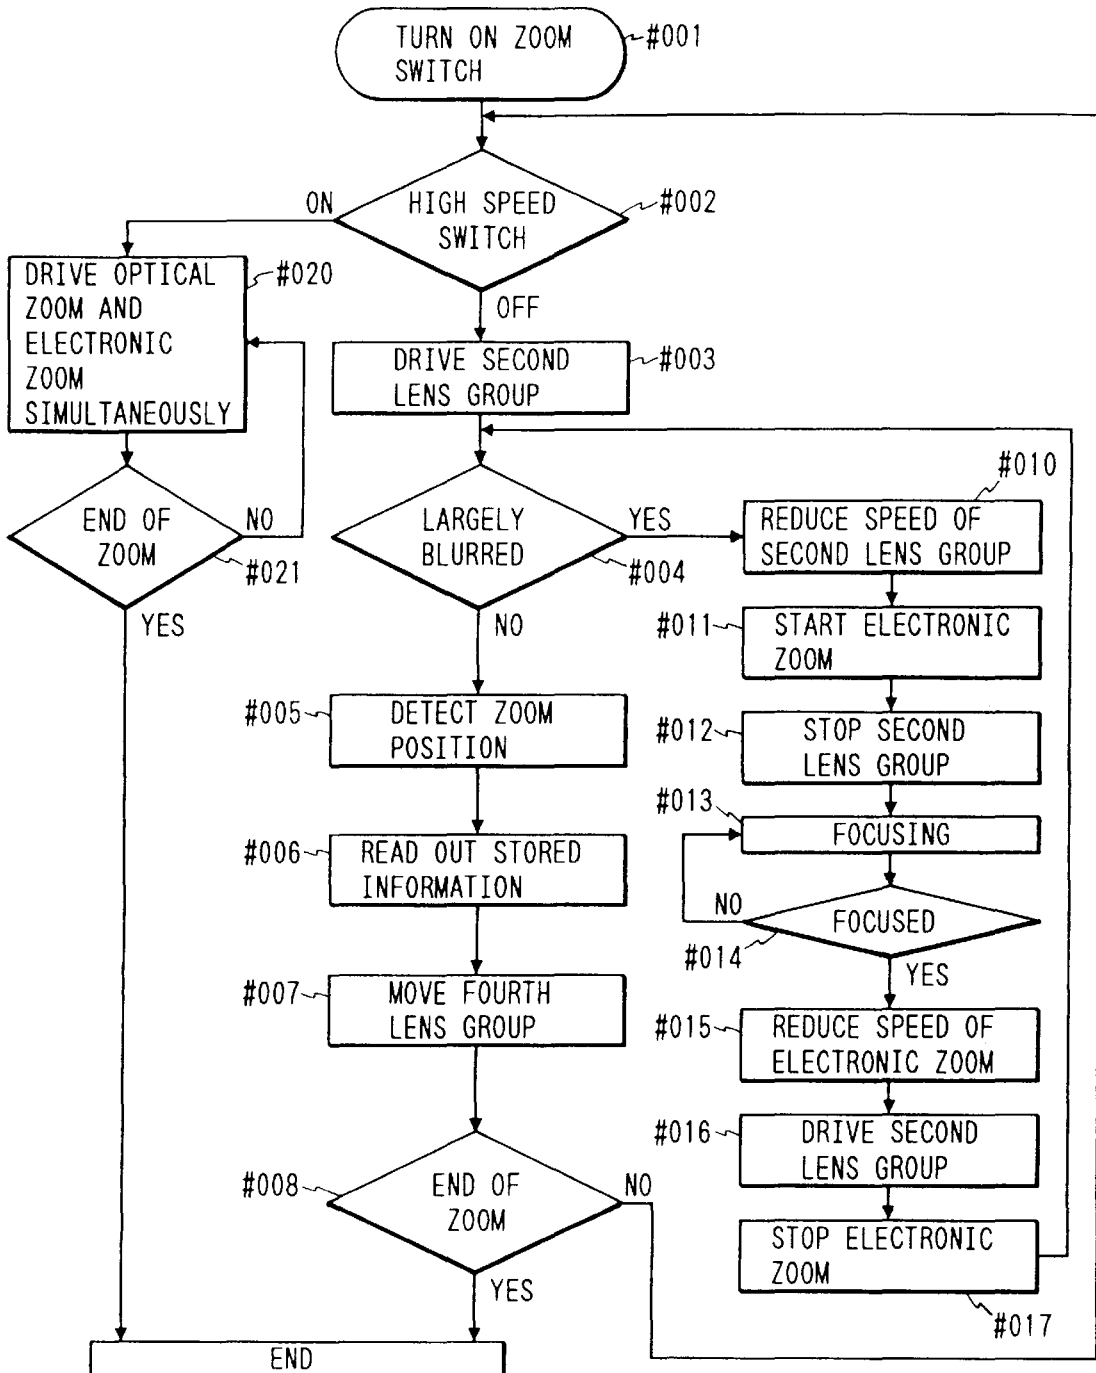 TURN ON ZOOM
SWITCH
#001
HIGH SPEED
SWITCH
#002
ON
OFF
DRIVE OPTICAL
ZOOM AND
ELECTRONIC
ZOOM
SIMULTANEOUSLY
#020
DRIVE SECOND
LENS GROUP
#003
END OF
ZOOM
NO
#021
YES
LARGELY
BLURRED
YES
#004
NO
#010
REDUCE SPEED OF
SECOND LENS GROUP
#011
START ELECTRONIC
ZOOM
#005
DETECT ZOOM
POSITION
#012
STOP SECOND
LENS GROUP
#013
FOCUSING
#006
READ OUT STORED
INFORMATION
NO
FOCUSED
#014
YES
#007
MOVE FOURTH
LENS GROUP
#015
REDUCE SPEED OF
ELECTRONIC ZOOM
#016
DRIVE SECOND
LENS GROUP
#008
END OF
ZOOM
NO
YES
STOP ELECTRONIC
ZOOM
#017
END